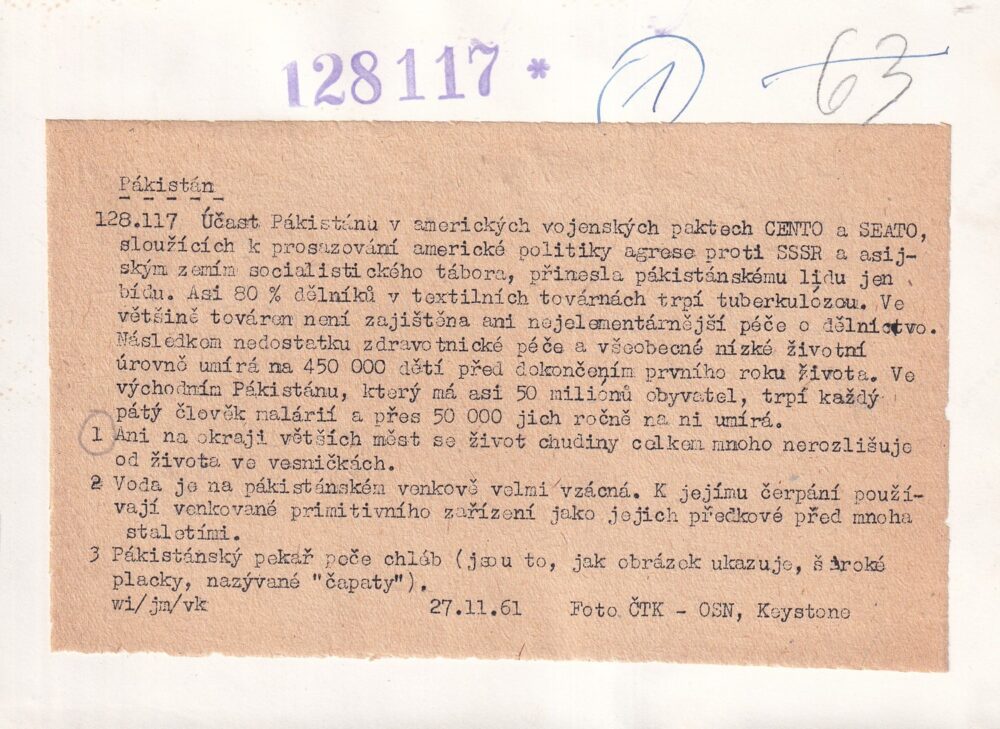 128117 *
1
63
Pákistán
128.117 Účast Pákistánu v amerických vojenských paktech CENTO a SEATO,
sloužících k prosazování americké politiky agrese proti SSSR a asij-
ským zemím socialistického tábora, přinesla pákistánskému lidu jen
bídu. Asi 80 % dělníků v textilních továrnách trpí tuberkulózou. Ve
většině továren není zajištěna ani nejelementárnější péče o dělnictvo.
Následkem nedostatku zdravotnické péče a všeobecné nízké životní
úrovně umírá na 450 000 dětí před dokončením prvního roku života. Ve
východním Pákistánu, který má asi 50 miliónů obyvatel, trpí každý
pátý člověk malárií a přes 50 000 jich ročně na ni umírá.
1 Ani na okraji větších měst se život chudiny celkem mnoho nerozlišuje
od života ve vesničkách.
2 Voda je na pákistánském venkově velmi vzácná. K jejímu čerpání použí-
vají venkované primitivního zařízení jako jejich předkové před mnoha
staletími.
3 Pákistánský pekař peče chléb (jsou to, jak obrázek ukazuje, široké
placky, nazývané "čapaty").
wi/jm/vk 27.11.61 Foto ČTK - OSN, Keystone